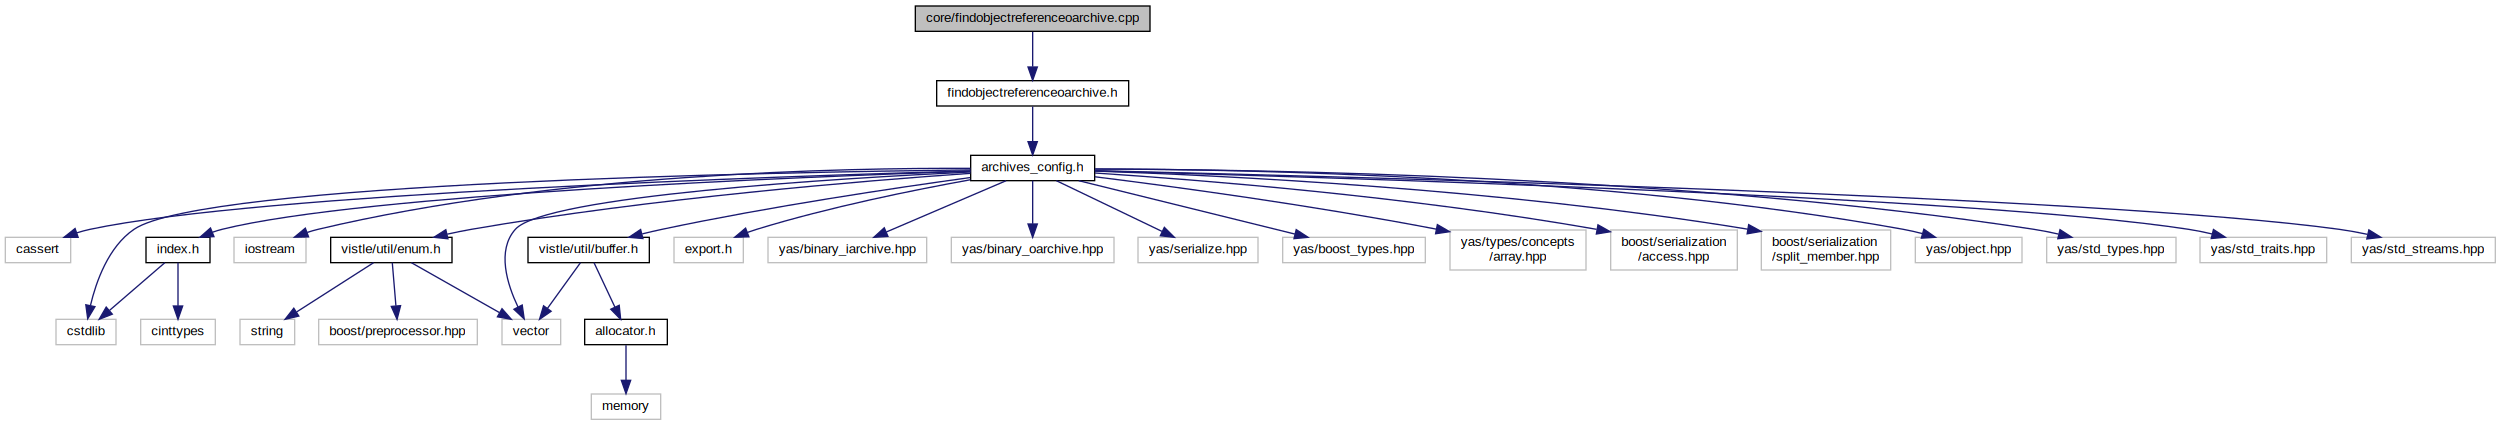 core/findobjectreferenceoarchive.cpp
findobjectreferenceoarchive.h
archives_config.h
cassert
index.h
iostream
vistle/util/enum.h
vistle/util/buffer.h
export.h
yas/binary_iarchive.hpp
yas/binary_oarchive.hpp
yas/serialize.hpp
yas/boost_types.hpp
yas/types/concepts
/array.hpp
boost/serialization
/access.hpp
boost/serialization
/split_member.hpp
yas/object.hpp
yas/std_types.hpp
yas/std_traits.hpp
yas/std_streams.hpp
cstdlib
cinttypes
string
boost/preprocessor.hpp
vector
allocator.h
memory